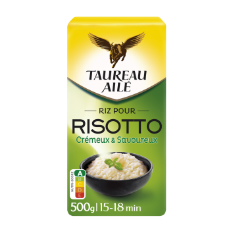 TAUREAU
AILÉ
RIZ POUR
RISOTTO
Crémeux & Savoureux
500g | 15-18 min